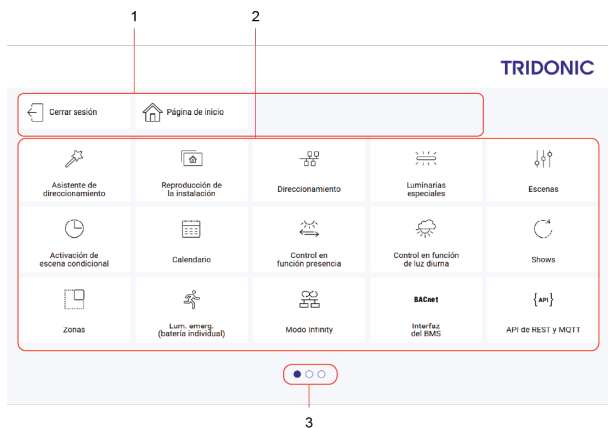 1 2
TRIDONIC
Cerrar sesión Página de inicio
Asistente de direccionamiento
Reproducción de la instalación
Direccionamiento
Luminarias especiales
Escenas
Activación de escena condicional
Calendario
Control en función presencia
Control en función de luz diurna
Shows
Zonas
Lum. emerg. (batería individual)
Modo Infinity
BACnet
Interfaz del BMS
{API}
API de REST y MQTT
3